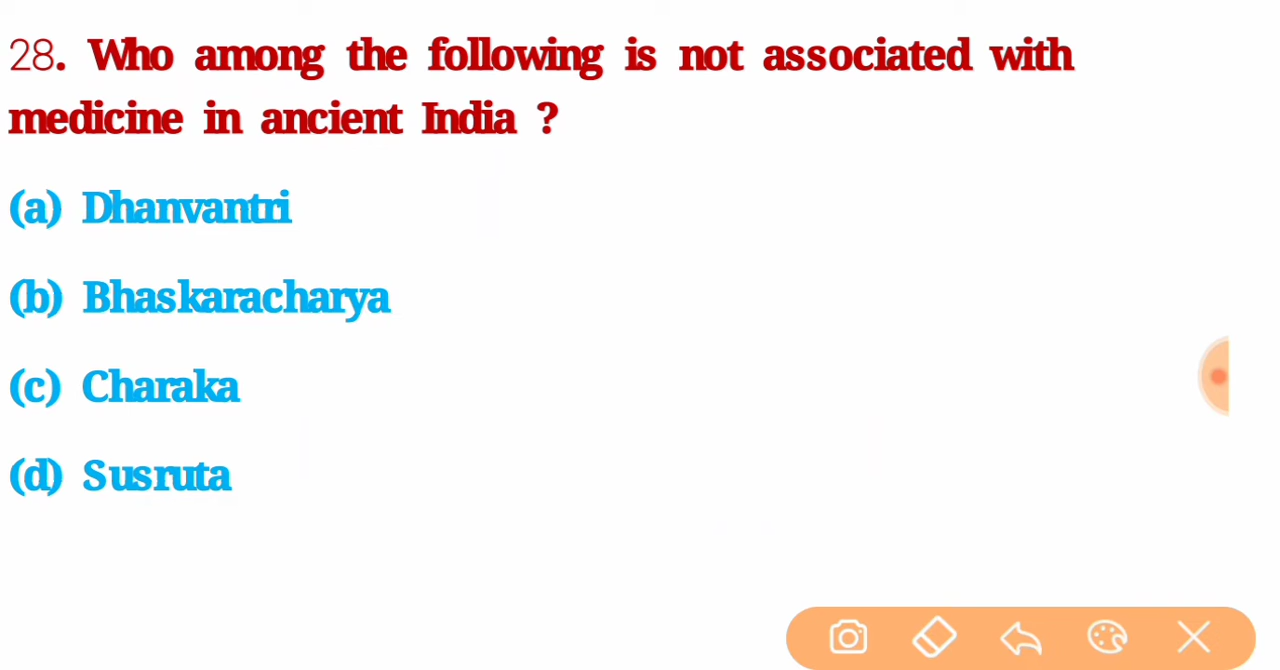 28. Who among the following is not associated with
medicine in ancient India ?
(a) Dhanvantri
(b) Bhaskaracharya
(c) Charaka
(d) Susruta